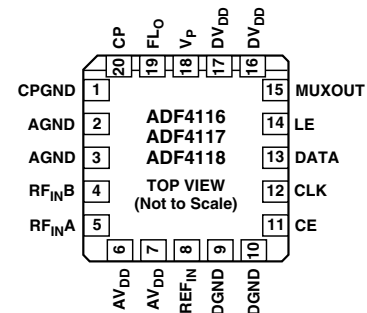 CP
FLO
VP
DVDD
DVDD
20
19
18
17
16
CPGND 1
AGND 2
AGND 3
RFINB 4
RFINA 5
ADF4116
ADF4117
ADF4118
TOP VIEW
(Not to Scale)
15 MUXOUT
14 LE
13 DATA
12 CLK
11 CE
6
7
8
9
10
AVDD
AVDD
REFIN
DGND
DGND